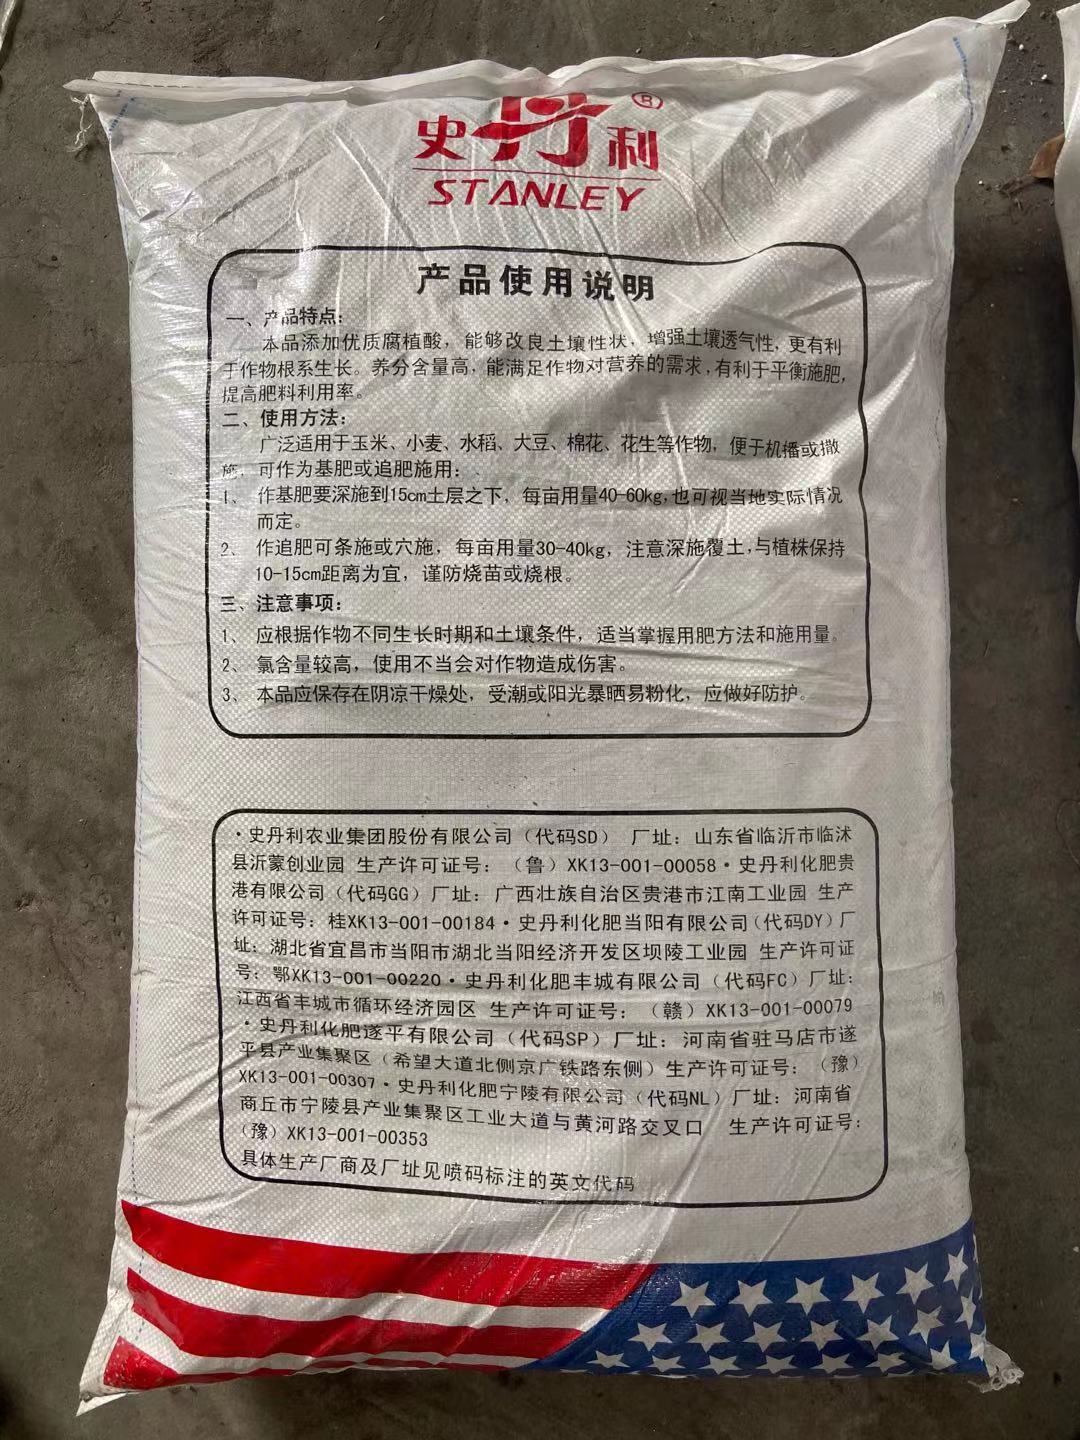 史丹利®
STANLEY
产品使用说明
一、产品特点：
本品添加优质腐植酸，能够改良土壤性状，增强土壤透气性，更有利
于作物根系生长。养分含量高，能满足作物对营养的需求，有利于平衡施肥，
提高肥料利用率。
二、使用方法：
广泛适用于玉米、小麦、水稻、大豆、棉花、花生等作物，便于机播或撒
施，可作为基肥或追肥施用：
1、作基肥要深施到15cm土层之下，每亩用量40-60kg，也可视当地实际情况
而定。
2、作追肥可条施或穴施，每亩用量30-40kg，注意深施覆土，与植株保持
10-15cm距离为宜，谨防烧苗或烧根。
三、注意事项：
1、应根据作物不同生长时期和土壤条件，适当掌握用肥方法和施用量。
2、氯含量较高，使用不当会对作物造成伤害。
3、本品应保存在阴凉干燥处，受潮或阳光暴晒易粉化，应做好防护。
·史丹利农业集团股份有限公司（代码SD） 厂址：山东省临沂市临沭
县沂蒙创业园 生产许可证号：（鲁）XK13-001-00058·史丹利化肥贵
港有限公司（代码GG）厂址：广西壮族自治区贵港市江南工业园 生产
许可证号：桂XK13-001-00184·史丹利化肥当阳有限公司（代码DY）厂
址：湖北省宜昌市当阳市湖北当阳经济开发区坝陵工业园 生产许可证
号：鄂XK13-001-00220·史丹利化肥丰城有限公司（代码FC）厂址：
江西省丰城市循环经济园区 生产许可证号：（赣）XK13-001-00079
·史丹利化肥遂平有限公司（代码SP）厂址：河南省驻马店市遂
平县产业集聚区（希望大道北侧京广铁路东侧）生产许可证号：（豫）
XK13-001-00307·史丹利化肥宁陵有限公司（代码NL）厂址：河南省
商丘市宁陵县产业集聚区工业大道与黄河路交叉口 生产许可证号：
（豫）XK13-001-00353
具体生产厂商及厂址见喷码标注的英文代码